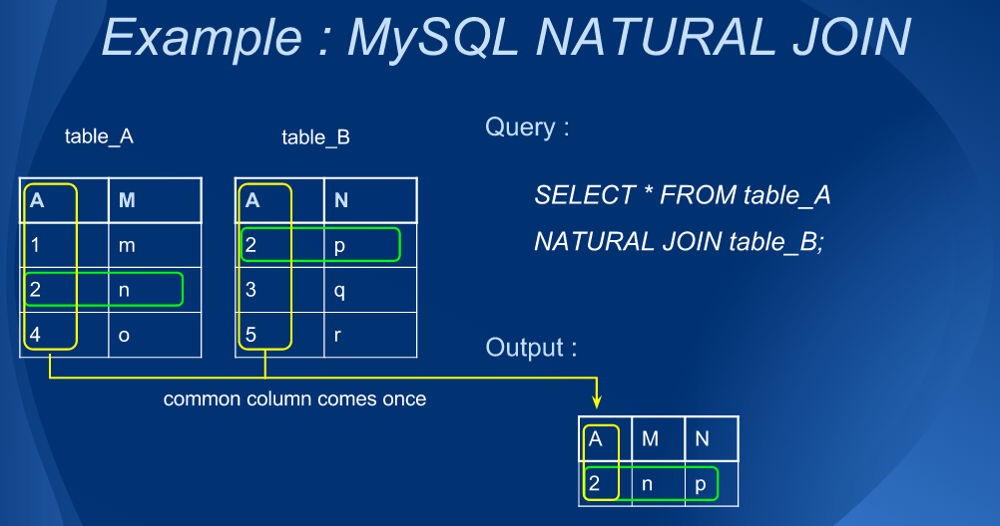 Example : MySQL NATURAL JOIN
table_A
A M
1 m
2 n
4 o
table_B
A N
2 p
3 q
5 r
common column comes once
Query :
SELECT * FROM table_A
NATURAL JOIN table_B;
Output :
A M N
2 n p